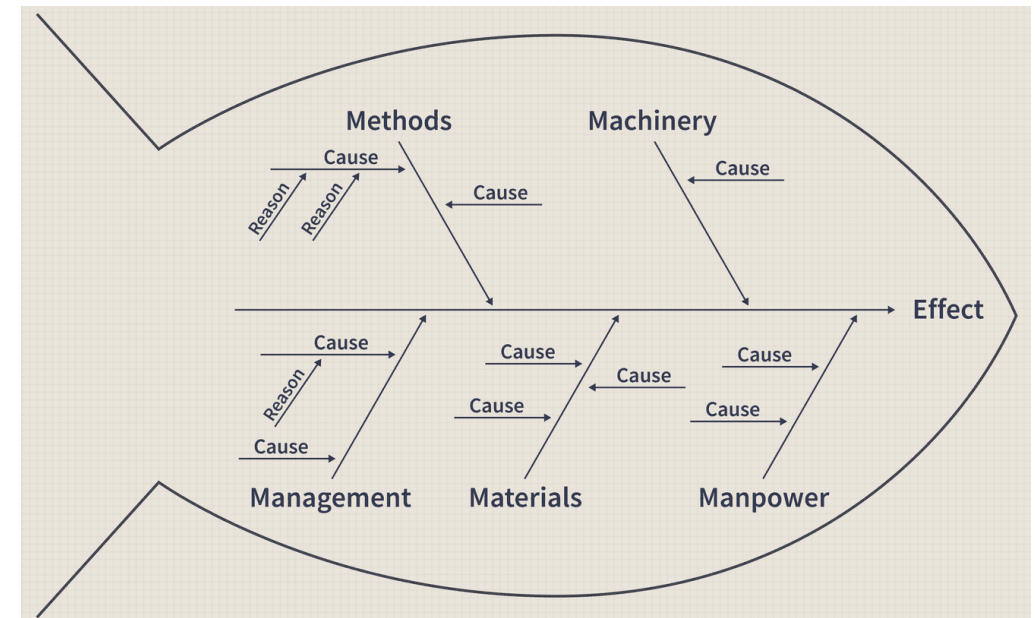 Methods
Machinery
Cause
Reason
Reason
Cause
Cause
Effect
Cause
Reason
Cause
Cause
Cause
Cause
Cause
Cause
Management
Materials
Manpower